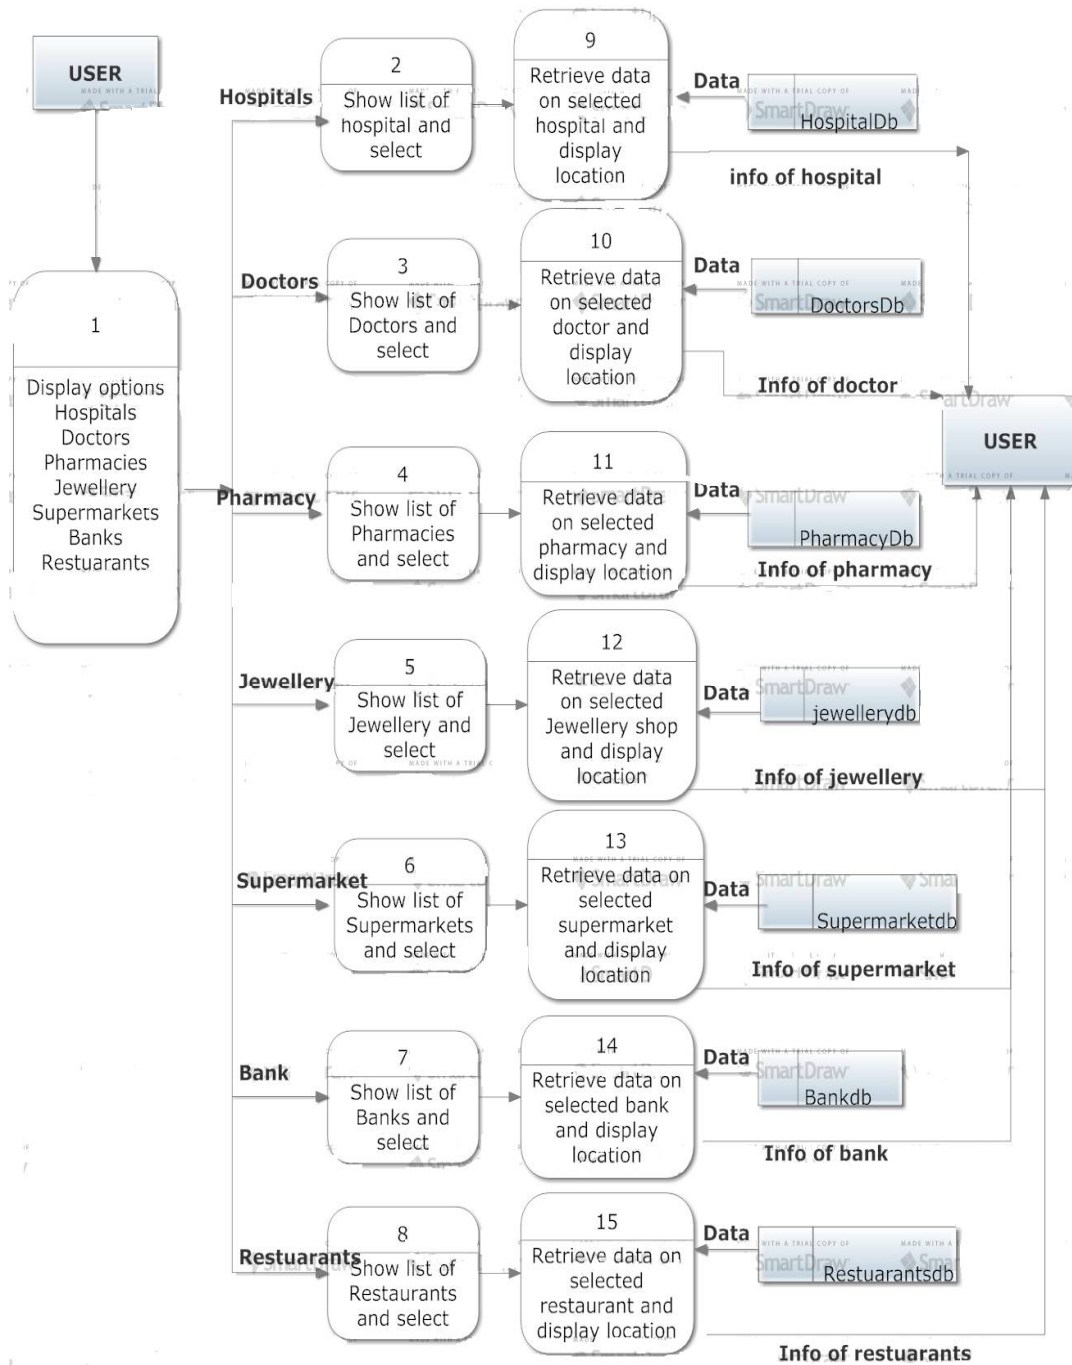 USER
1
Display options
Hospitals
Doctors
Pharmacies
Jewellery
Supermarkets
Banks
Restuarants
Hospitals
2
Show list of
hospital and
select
9
Retrieve data
on selected
hospital and
display
location
Data
HospitalDb
info of hospital
Doctors
3
Show list of
Doctors and
select
10
Retrieve data
on selected
doctor and
display
location
Data
SmartDraw
DoctorsDb
Info of doctor
SmartDraw
USER
Pharmacy
4
Show list of
Pharmacies
and select
11
Retrieve data
on selected
pharmacy and
display location
Data
SmartDraw
PharmacyDb
Info of pharmacy
Jewellery
5
Show list of
Jewellery and
select
12
Retrieve data
on selected
Jewellery shop
and display
location
Data
SmartDraw
jewellerydb
Info of jewellery
Supermarket
6
Show list of
Supermarkets
and select
13
Retrieve data on
selected
supermarket
and display
location
Data
SmartDraw
Supermarketdb
Info of supermarket
Bank
7
Show list of
Banks and
select
14
Retrieve data on
selected bank
and display
location
Data
SmartDraw
Bankdb
Info of bank
Restuarants
8
Show list of
Restaurants
and select
15
Retrieve data on
selected
restaurant and
display location
Data
SmartDraw
Restuarantsdb
Info of restuarants